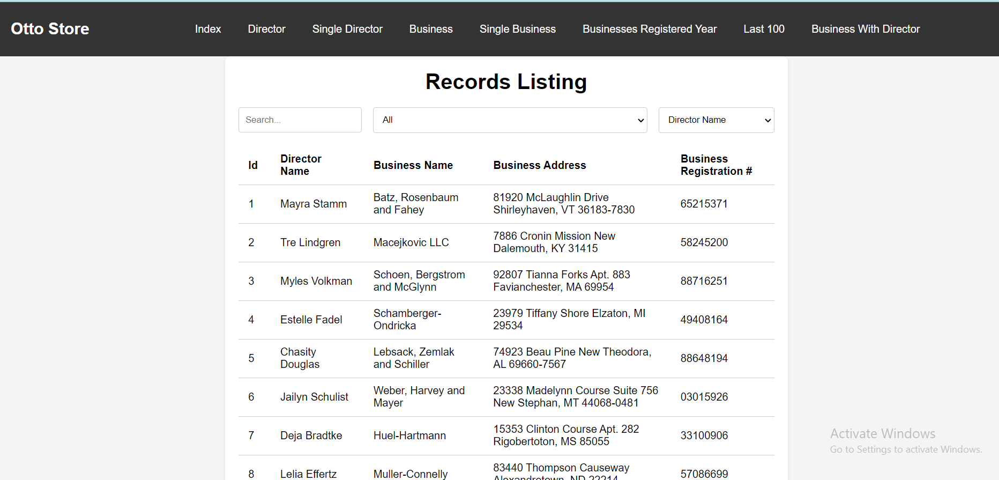 Otto Store Index Director Single Director Business Single Business Businesses Registered Year Last 100 Business With Director
Records Listing
Search... All Director Name
Id Director Name Business Name Business Address Business Registration #
1 Mayra Stamm Batz, Rosenbaum and Fahey 81920 McLaughlin Drive Shirleyhaven, VT 36183-7830 65215371
2 Tre Lindgren Macejkovic LLC 7886 Cronin Mission New Dalemouth, KY 31415 58245200
3 Myles Volkman Schoen, Bergstrom and McGlynn 92807 Tianna Forks Apt. 883 Favianchester, MA 69954 88716251
4 Estelle Fadel Schamberger-Ondricka 23979 Tiffany Shore Elzaton, MI 29534 49408164
5 Chasity Douglas Lebsack, Zemlak and Schiller 74923 Beau Pine New Theodora, AL 69660-7567 88648194
6 Jailyn Schulist Weber, Harvey and Mayer 23338 Madelynn Course Suite 756 New Stephan, MT 44068-0481 03015926
7 Deja Bradtke Huel-Hartmann 15353 Clinton Course Apt. 282 Rigobertoton, MS 85055 33100906
8 Lelia Effertz Muller-Connelly 83440 Thompson Causeway Alexandretown, ND 22214 57086699
Activate Windows
Go to Settings to activate Windows.